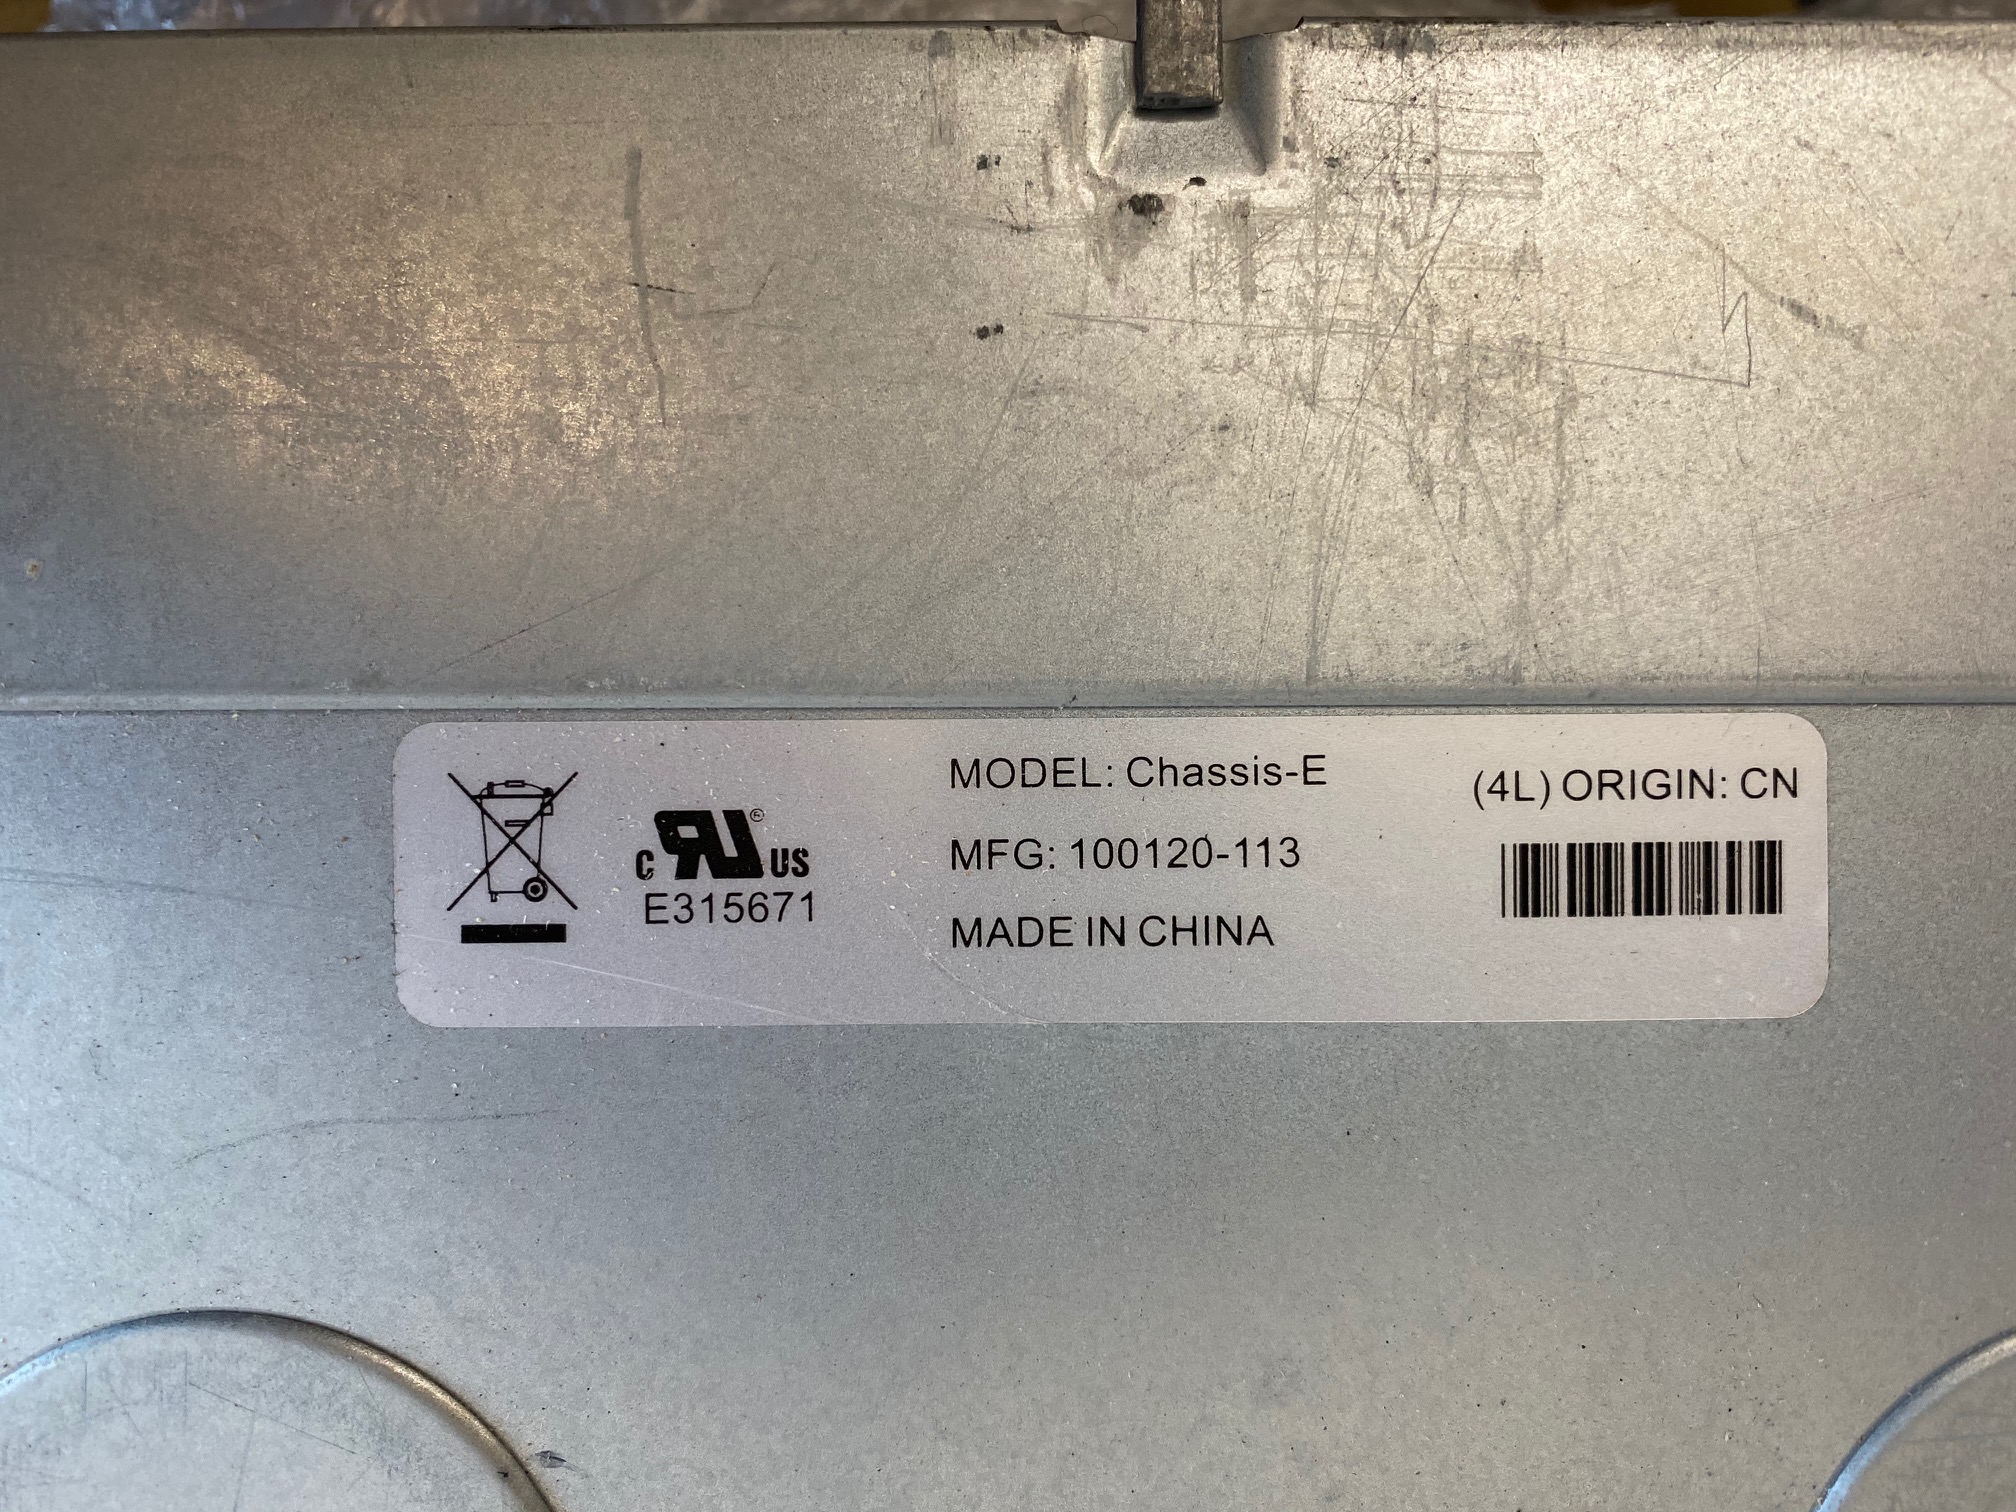 MODEL: Chassis-E
(4L) ORIGIN: CN
c RU ® US
E315671
MFG: 100120-113
MADE IN CHINA